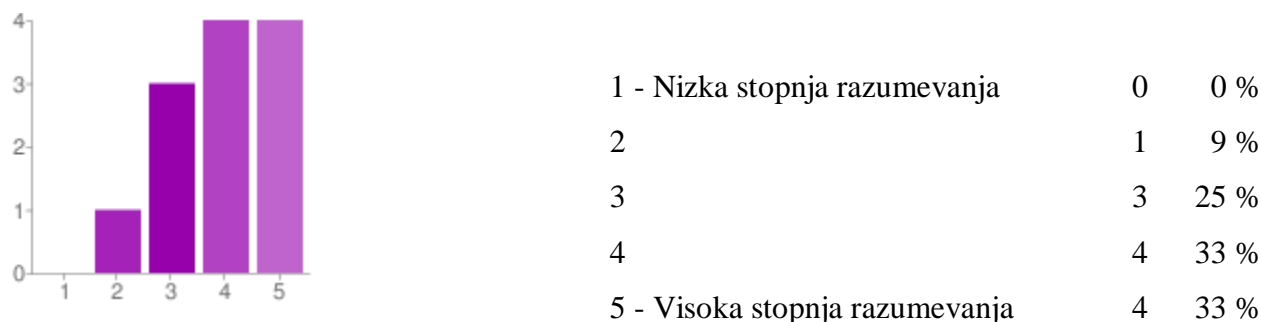 4
3
2
1
0
1 2 3 4 5
1 - Nizka stopnja razumevanja 0 0 %
2 1 9 %
3 3 25 %
4 4 33 %
5 - Visoka stopnja razumevanja 4 33 %